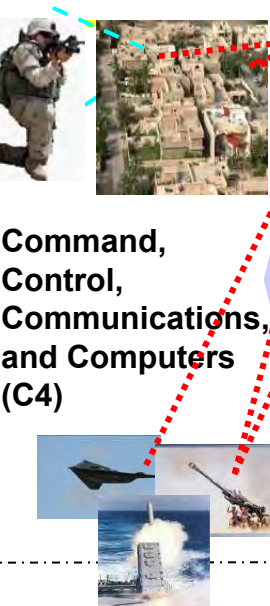 Command,
Control,
Communications,
and Computers
(C4)